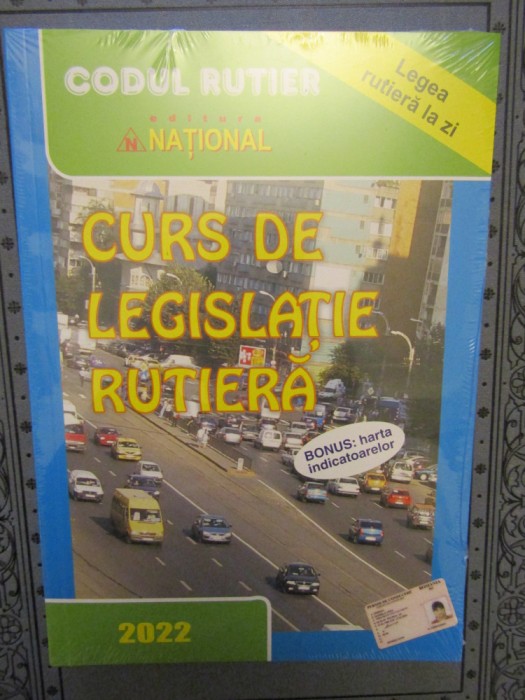 CODUL RUTIER
Legea
rutieră la zi
editura
N NAȚIONAL
CURS DE
LEGISLAȚIE
RUTIERĂ
BONUS: harta
indicatoarelor
2022